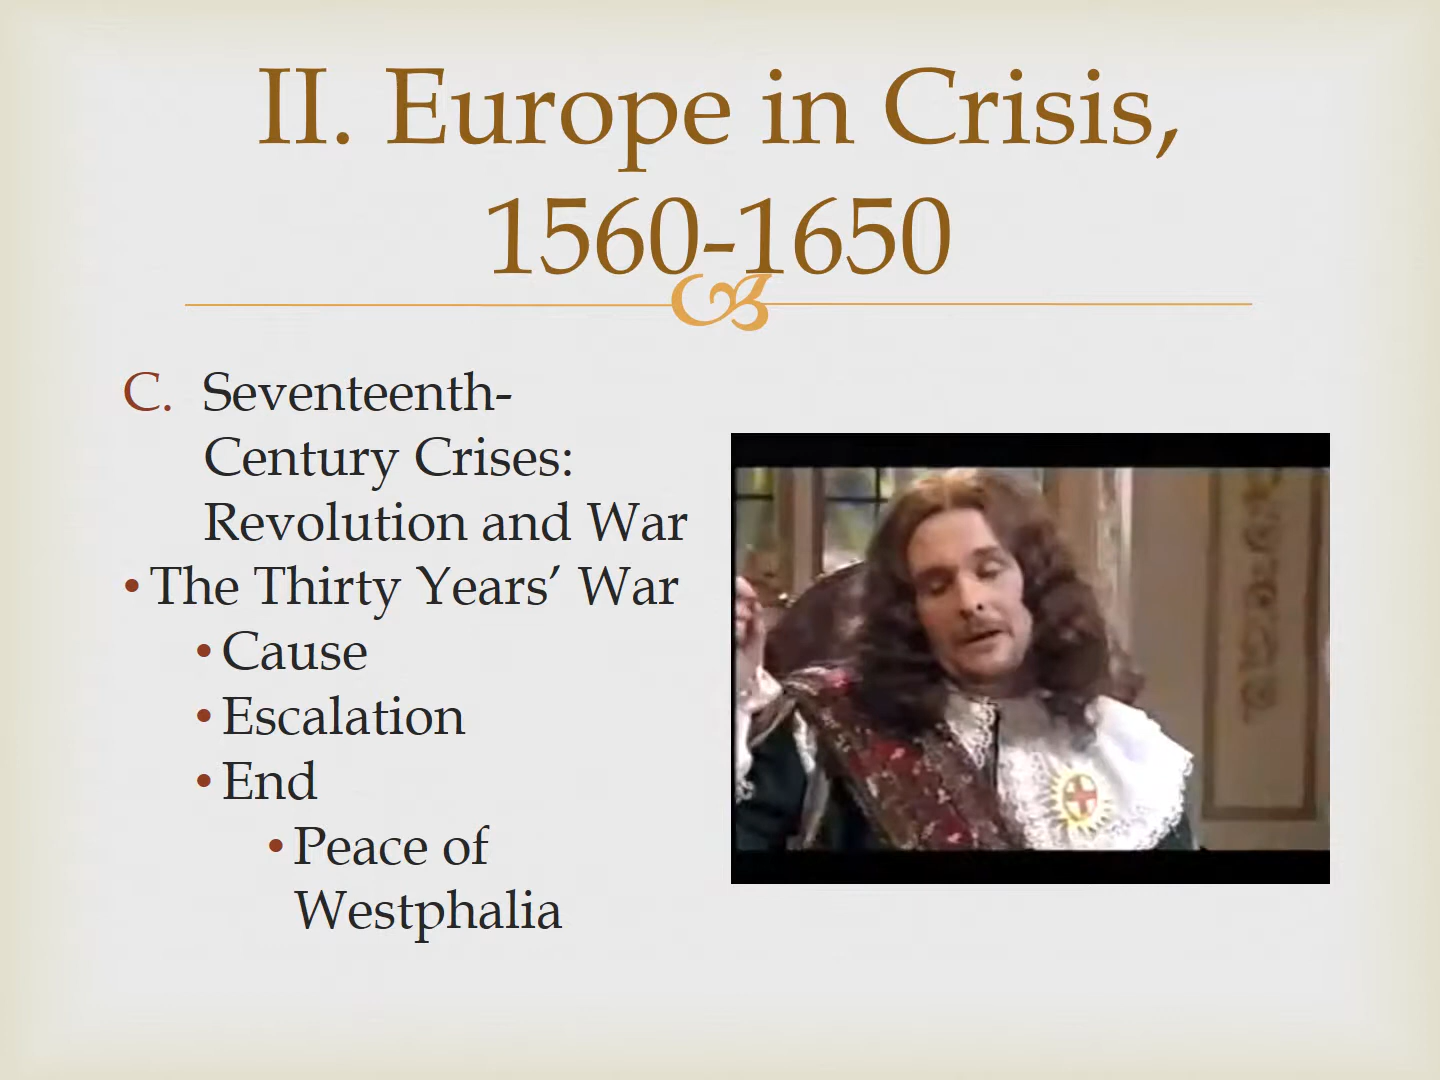 II. Europe in Crisis,
1560-1650
C. Seventeenth-
Century Crises:
Revolution and War
• The Thirty Years’ War
• Cause
• Escalation
• End
• Peace of
Westphalia